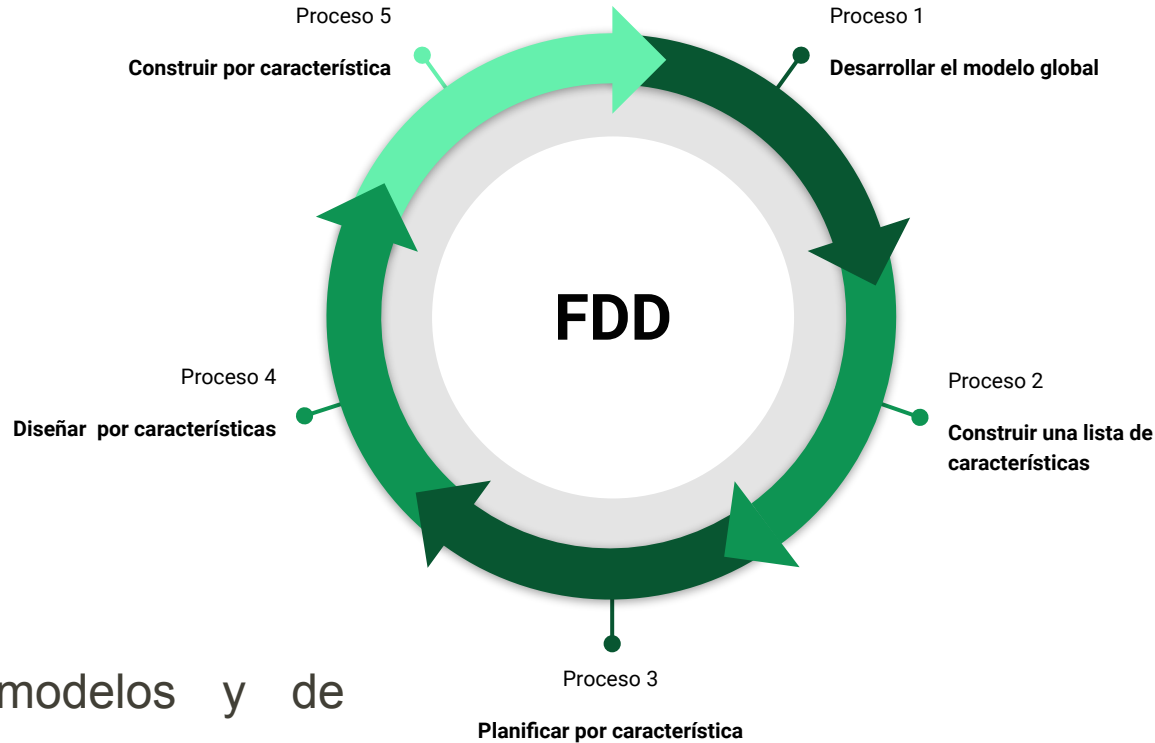 Proceso 5
Construir por característica
Proceso 1
Desarrollar el modelo global
FDD
Proceso 4
Diseñar por características
Proceso 2
Construir una lista de
características
Proceso 3
Planificar por característica
modelos y de